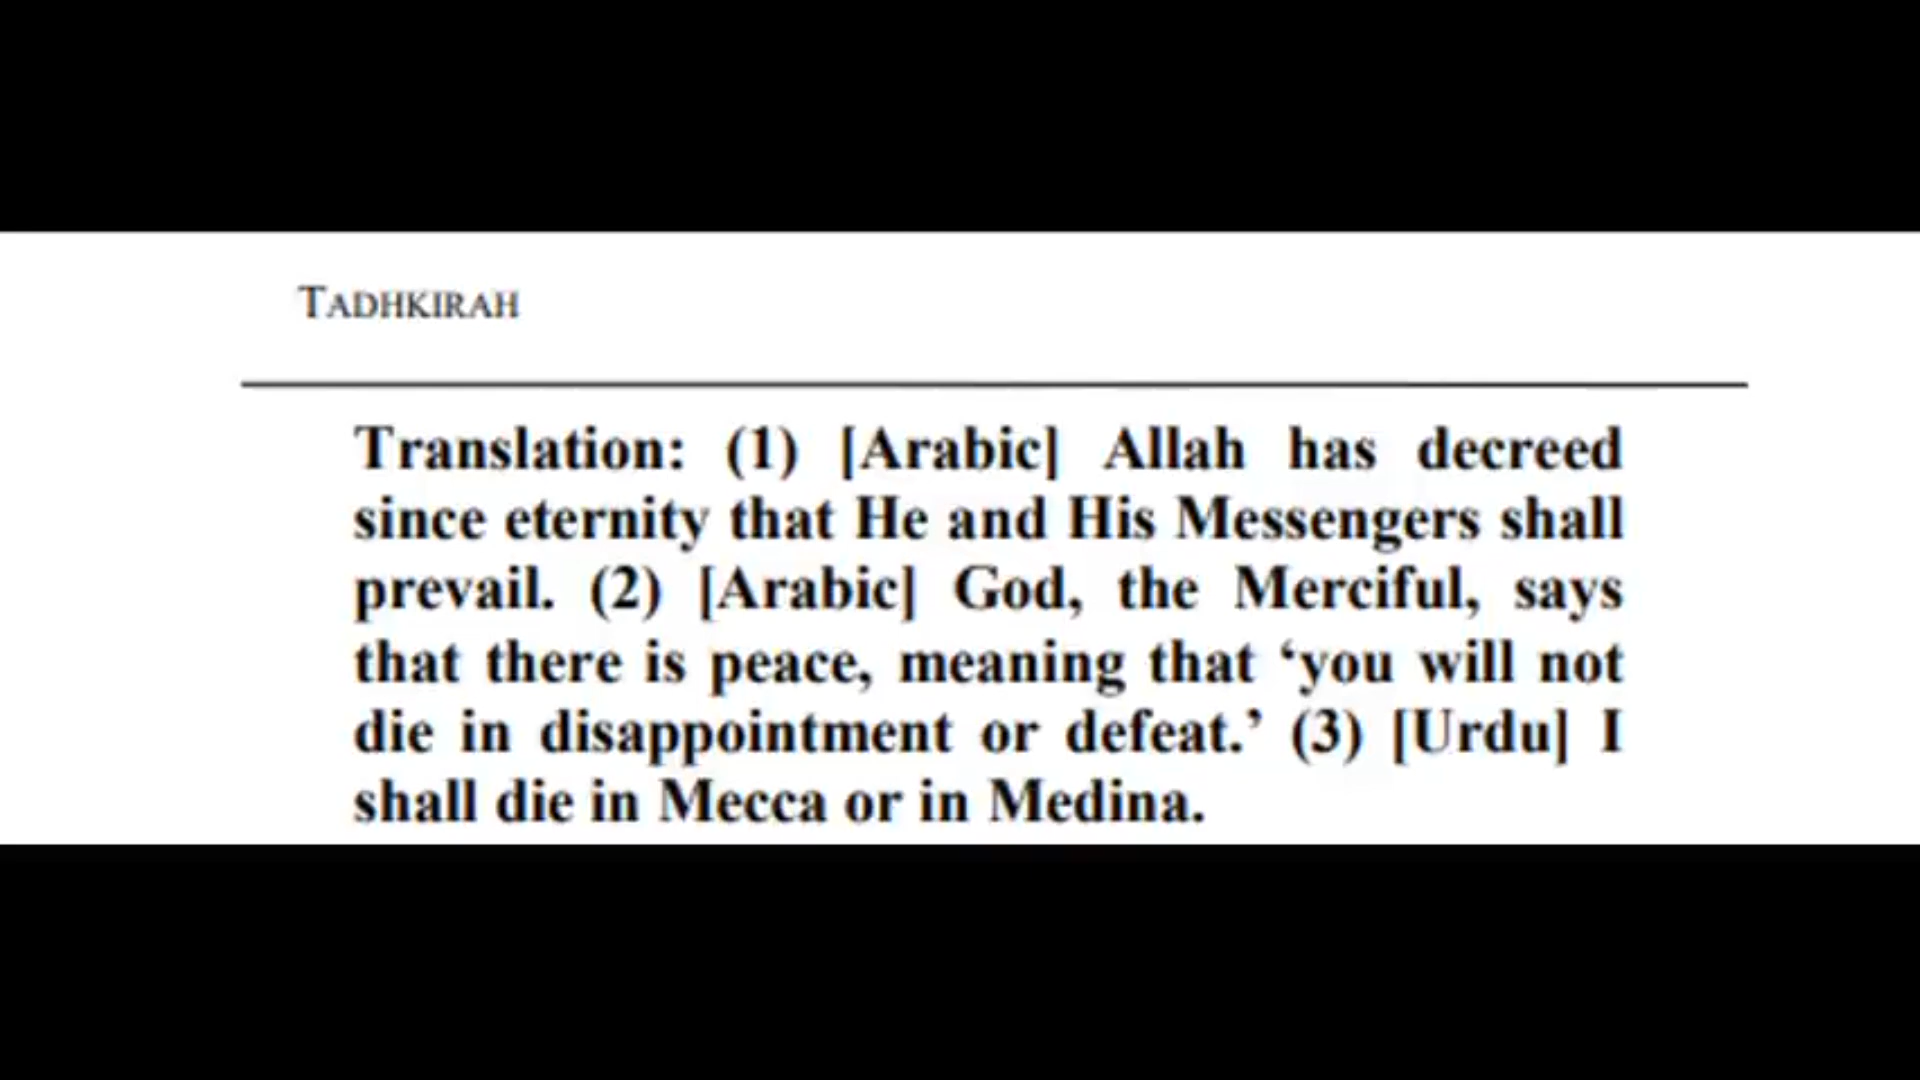 TADHKIRAH
Translation: (1) [Arabic] Allah has decreed
since eternity that He and His Messengers shall
prevail. (2) [Arabic] God, the Merciful, says
that there is peace, meaning that ‘you will not
die in disappointment or defeat.’ (3) [Urdu] I
shall die in Mecca or in Medina.